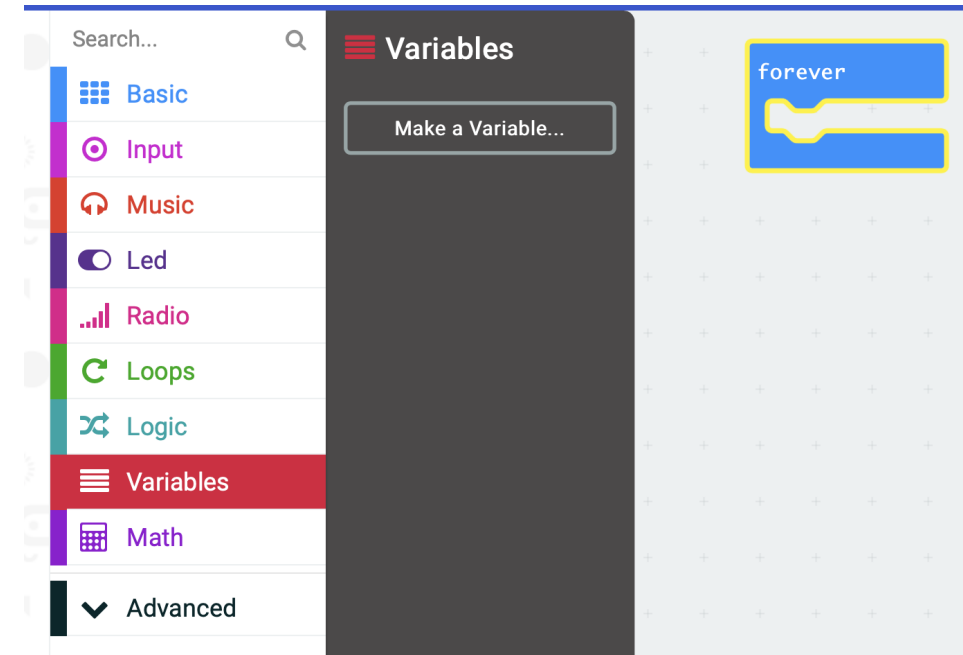 Search...
Basic
Input
Music
Led
Radio
Loops
Logic
Variables
Math
Advanced
Variables
Make a Variable...
forever